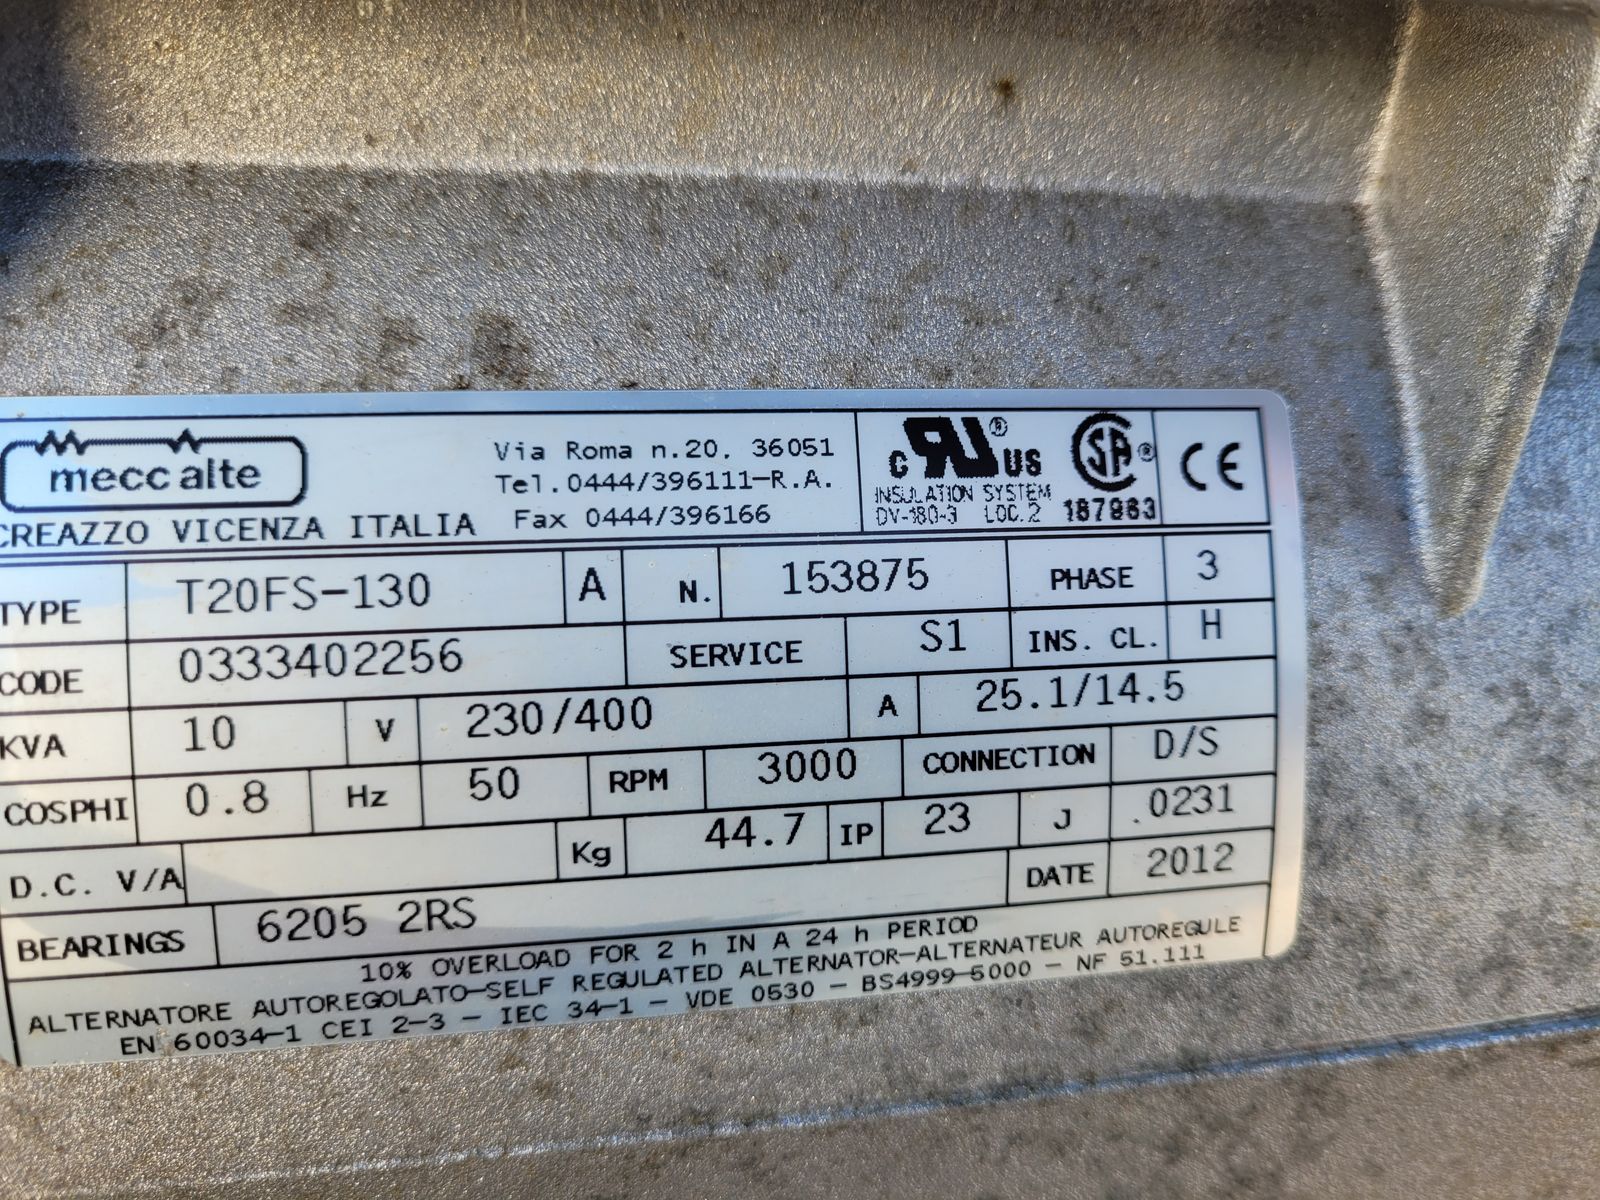 mecc alte
Via Roma n.20. 36051
Tel.0444/396111-R.A.
CREAZZO VICENZA ITALIA Fax 0444/396166
C UR ® US
INSULATION SYSTEM
DV-180-3 LOC.2
SA ®
187983
CE
TYPE T20FS-130 A N. 153875 PHASE 3
CODE 0333402256 SERVICE S1 INS. CL. H
KVA 10 V 230/400 A 25.1/14.5
COSPHI 0.8 Hz 50 RPM 3000 CONNECTION D/S
D.C. V/A Kg 44.7 IP 23 J .0231
BEARINGS 6205 2RS DATE 2012
10% OVERLOAD FOR 2 h IN A 24 h PERIOD
ALTERNATORE AUTOREGOLATO-SELF REGULATED ALTERNATOR-ALTERNATEUR AUTOREGULE
EN 60034-1 CEI 2-3 - IEC 34-1 - VDE 0530 - BS4999-5000 - NF 51.111